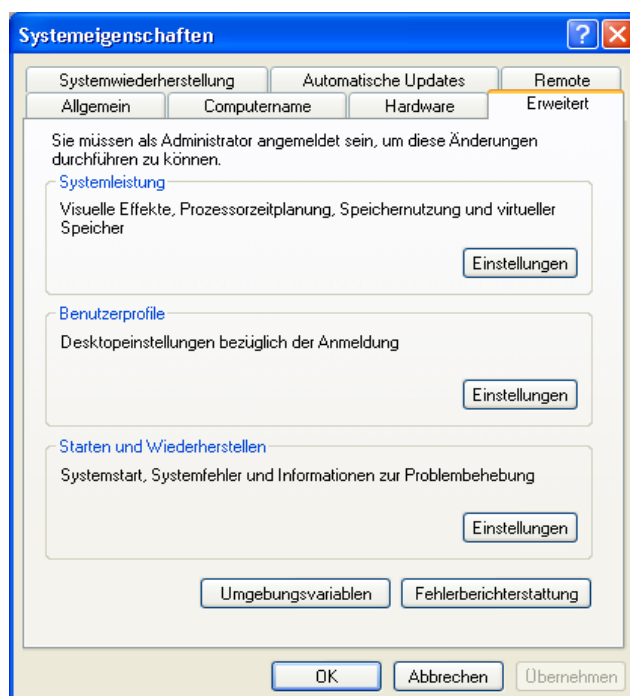 Systemeigenschaften
Systemwiederherstellung Automatische Updates Remote
Allgemein Computername Hardware Erweitert
Sie müssen als Administrator angemeldet sein, um diese Änderungen
durchführen zu können.
Systemleistung
Visuelle Effekte, Prozessorzeitplanung, Speichernutzung und virtueller
Speicher
Einstellungen
Benutzerprofile
Desktopeinstellungen bezüglich der Anmeldung
Einstellungen
Starten und Wiederherstellen
Systemstart, Systemfehler und Informationen zur Problembehebung
Einstellungen
Umgebungsvariablen Fehlerberichterstattung
OK Abbrechen Übernehmen